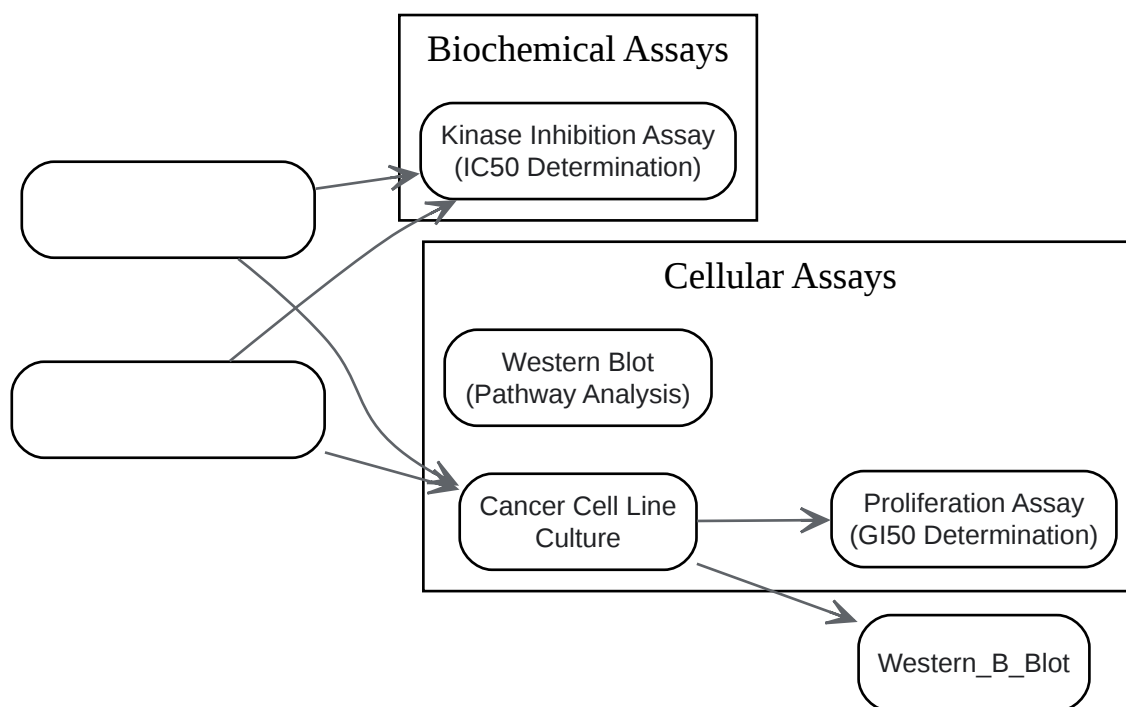 Biochemical Assays
Kinase Inhibition Assay
(IC50 Determination)
Cellular Assays
Western Blot
(Pathway Analysis)
Cancer Cell Line
Culture
Proliferation Assay
(GI50 Determination)
Western_B_Blot